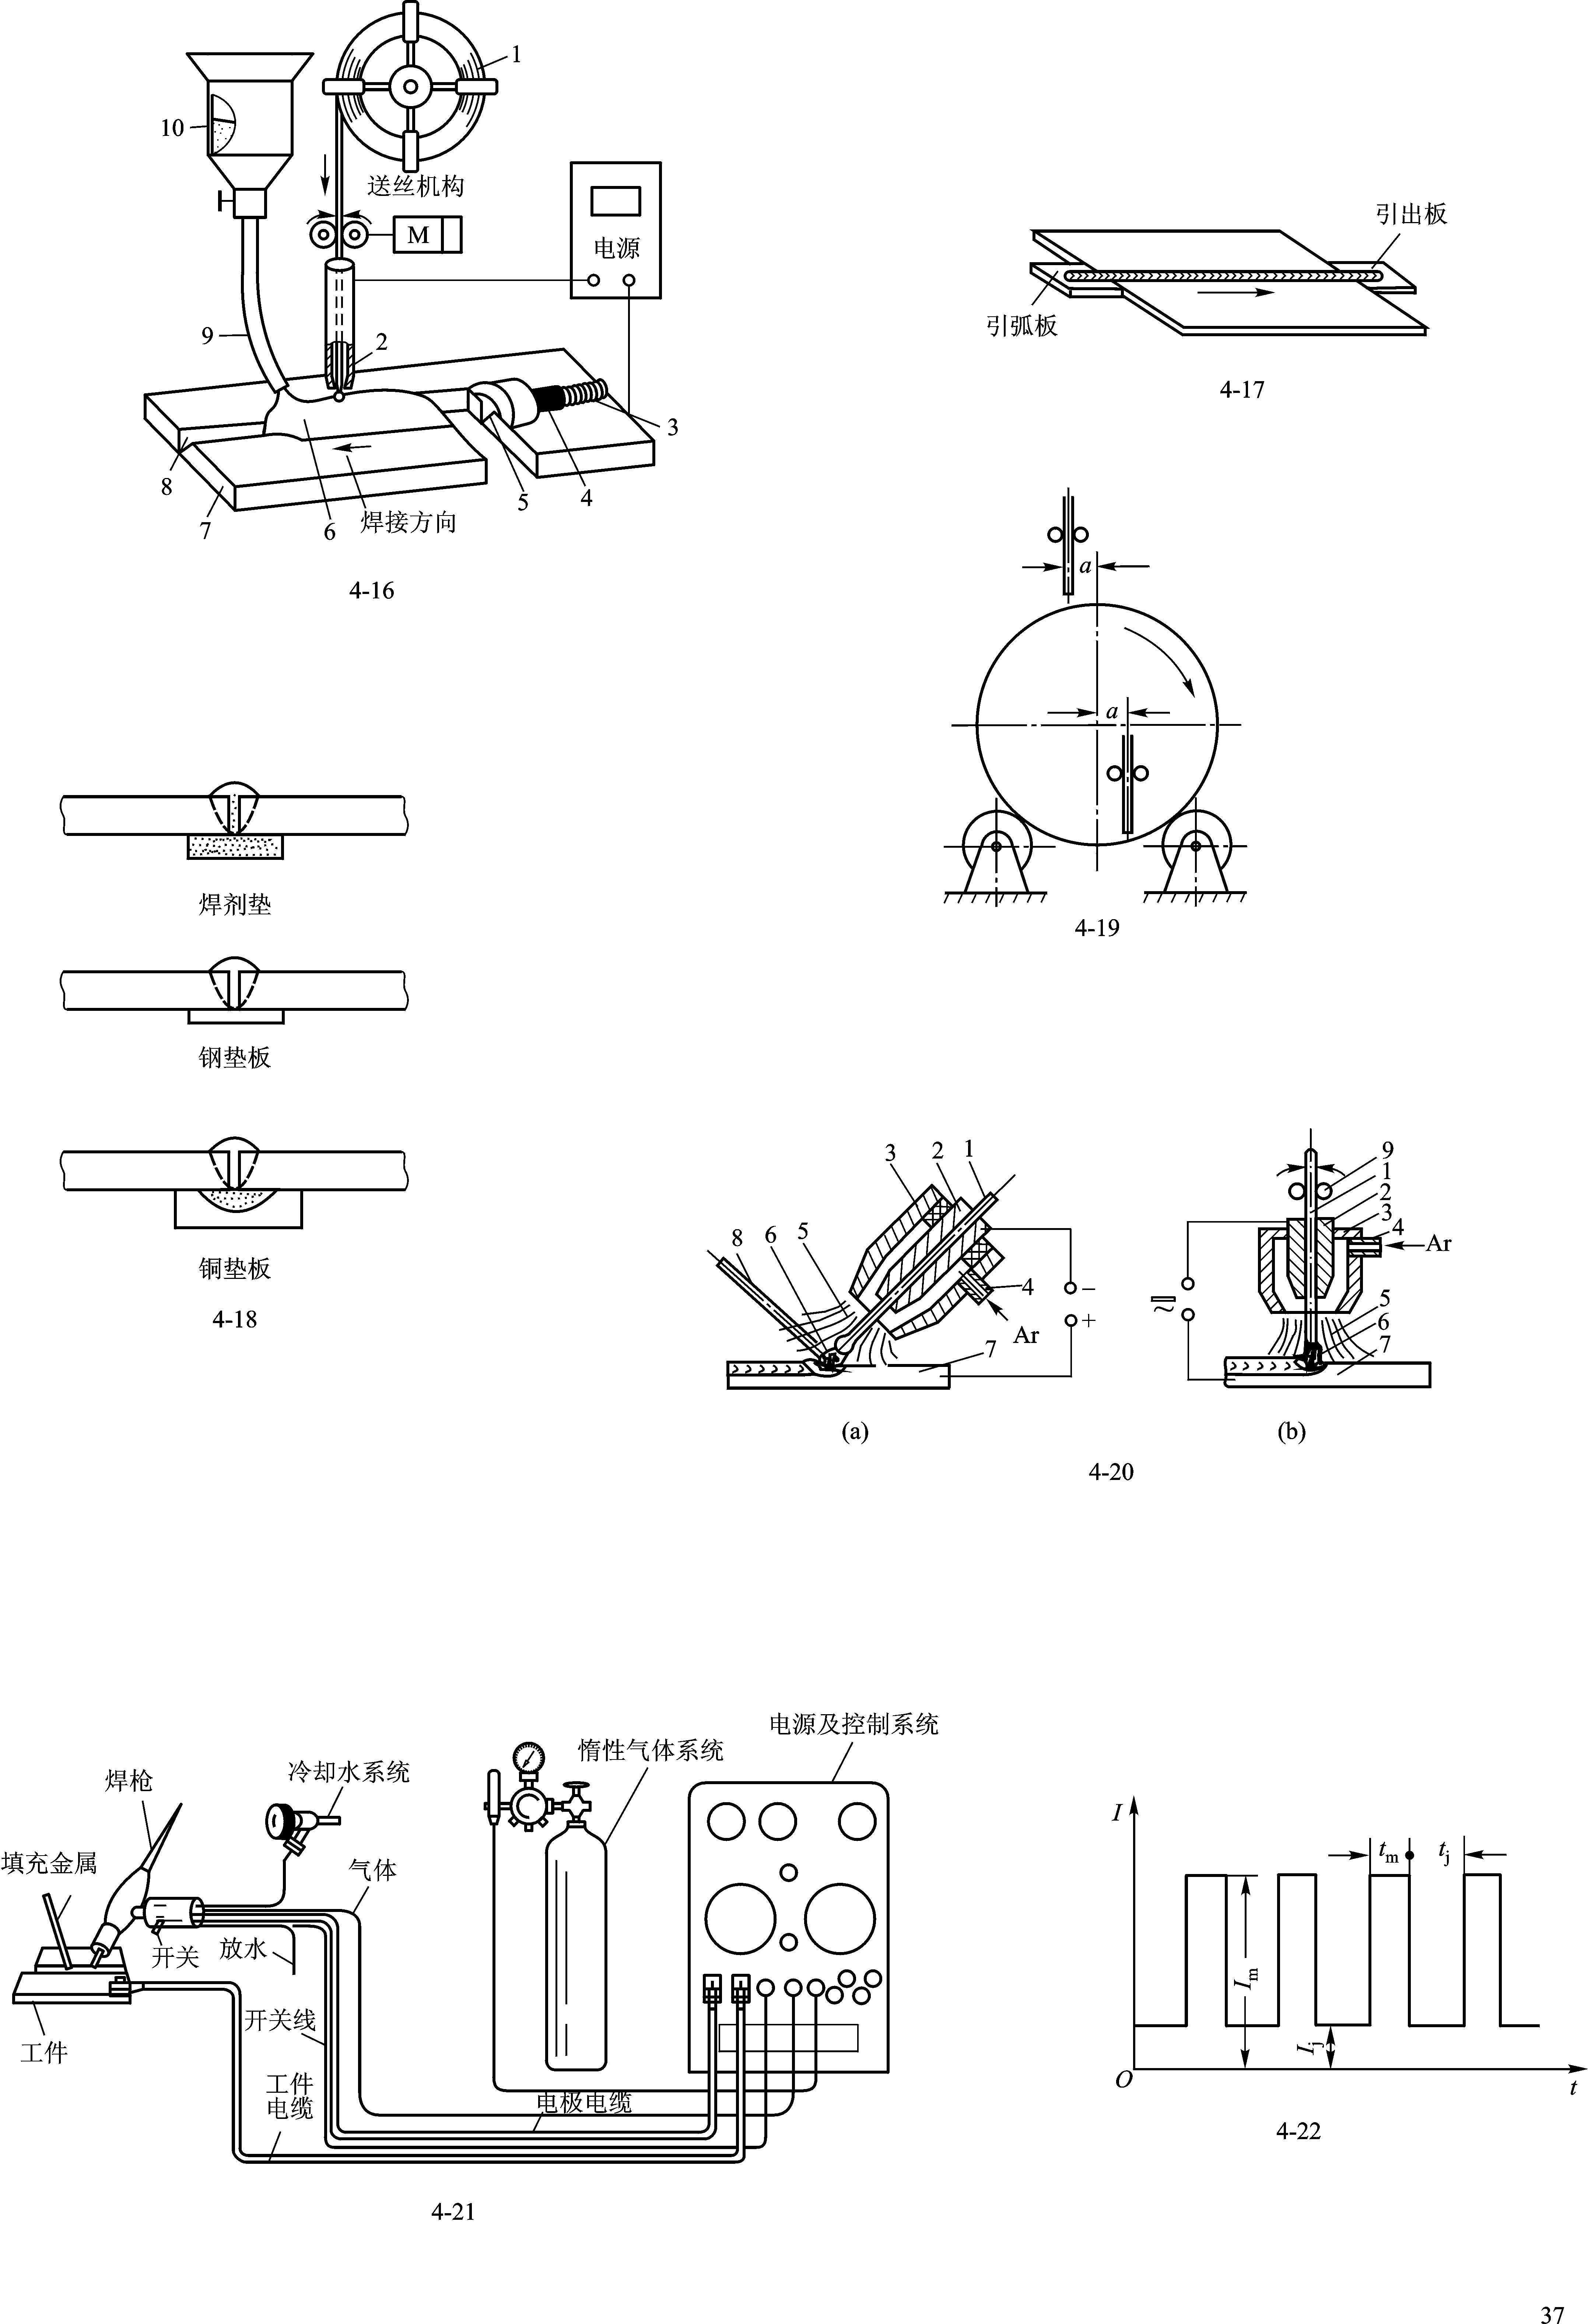 1
10
送丝机构
M
电源
9
2
3
8
7
6
5
4
焊接方向
4-16
引出板
引弧板
4-17
a
a
4-19
焊剂垫
钢垫板
铜垫板
4-18
3
2
1
8
6
5
4
Ar
−
+
7
(a)
9
1
2
3
4
Ar
≂
5
6
7
(b)
4-20
电源及控制系统
惰性气体系统
冷却水系统
焊枪
填充金属
气体
开关
放水
开关线
工件
工件
电缆
电极电缆
4-21
I
tm
tj
Im
Ij
O
t
4-22
37